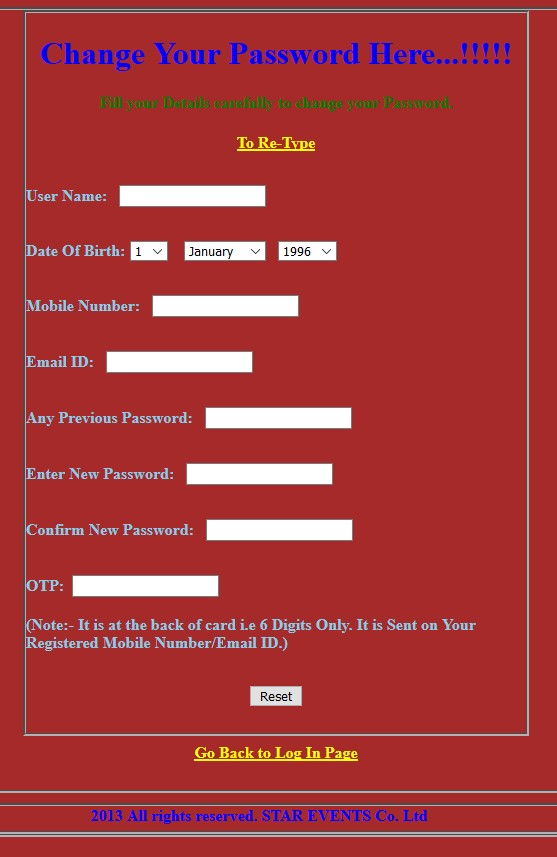 Change Your Password Here...!!!!!
Fill your Details carefully to change your Password.
To Re-Type
User Name:
Date Of Birth: 1 January 1996
Mobile Number:
Email ID:
Any Previous Password:
Enter New Password:
Confirm New Password:
OTP:
(Note:- It is at the back of card i.e 6 Digits Only. It is Sent on Your
Registered Mobile Number/Email ID.)
Reset
Go Back to Log In Page
2013 All rights reserved. STAR EVENTS Co. Ltd